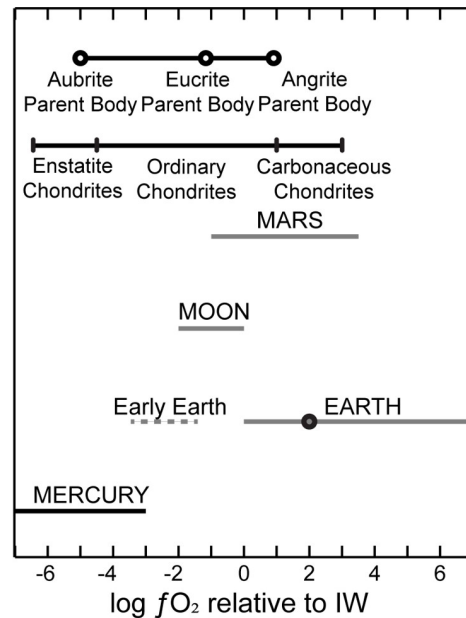 Aubrite Eucrite Angrite
Parent Body Parent Body Parent Body
Enstatite Ordinary Carbonaceous
Chondrites Chondrites Chondrites
MARS
MOON
Early Earth EARTH
MERCURY
-6 -4 -2 0 2 4 6
log ƒO₂ relative to IW